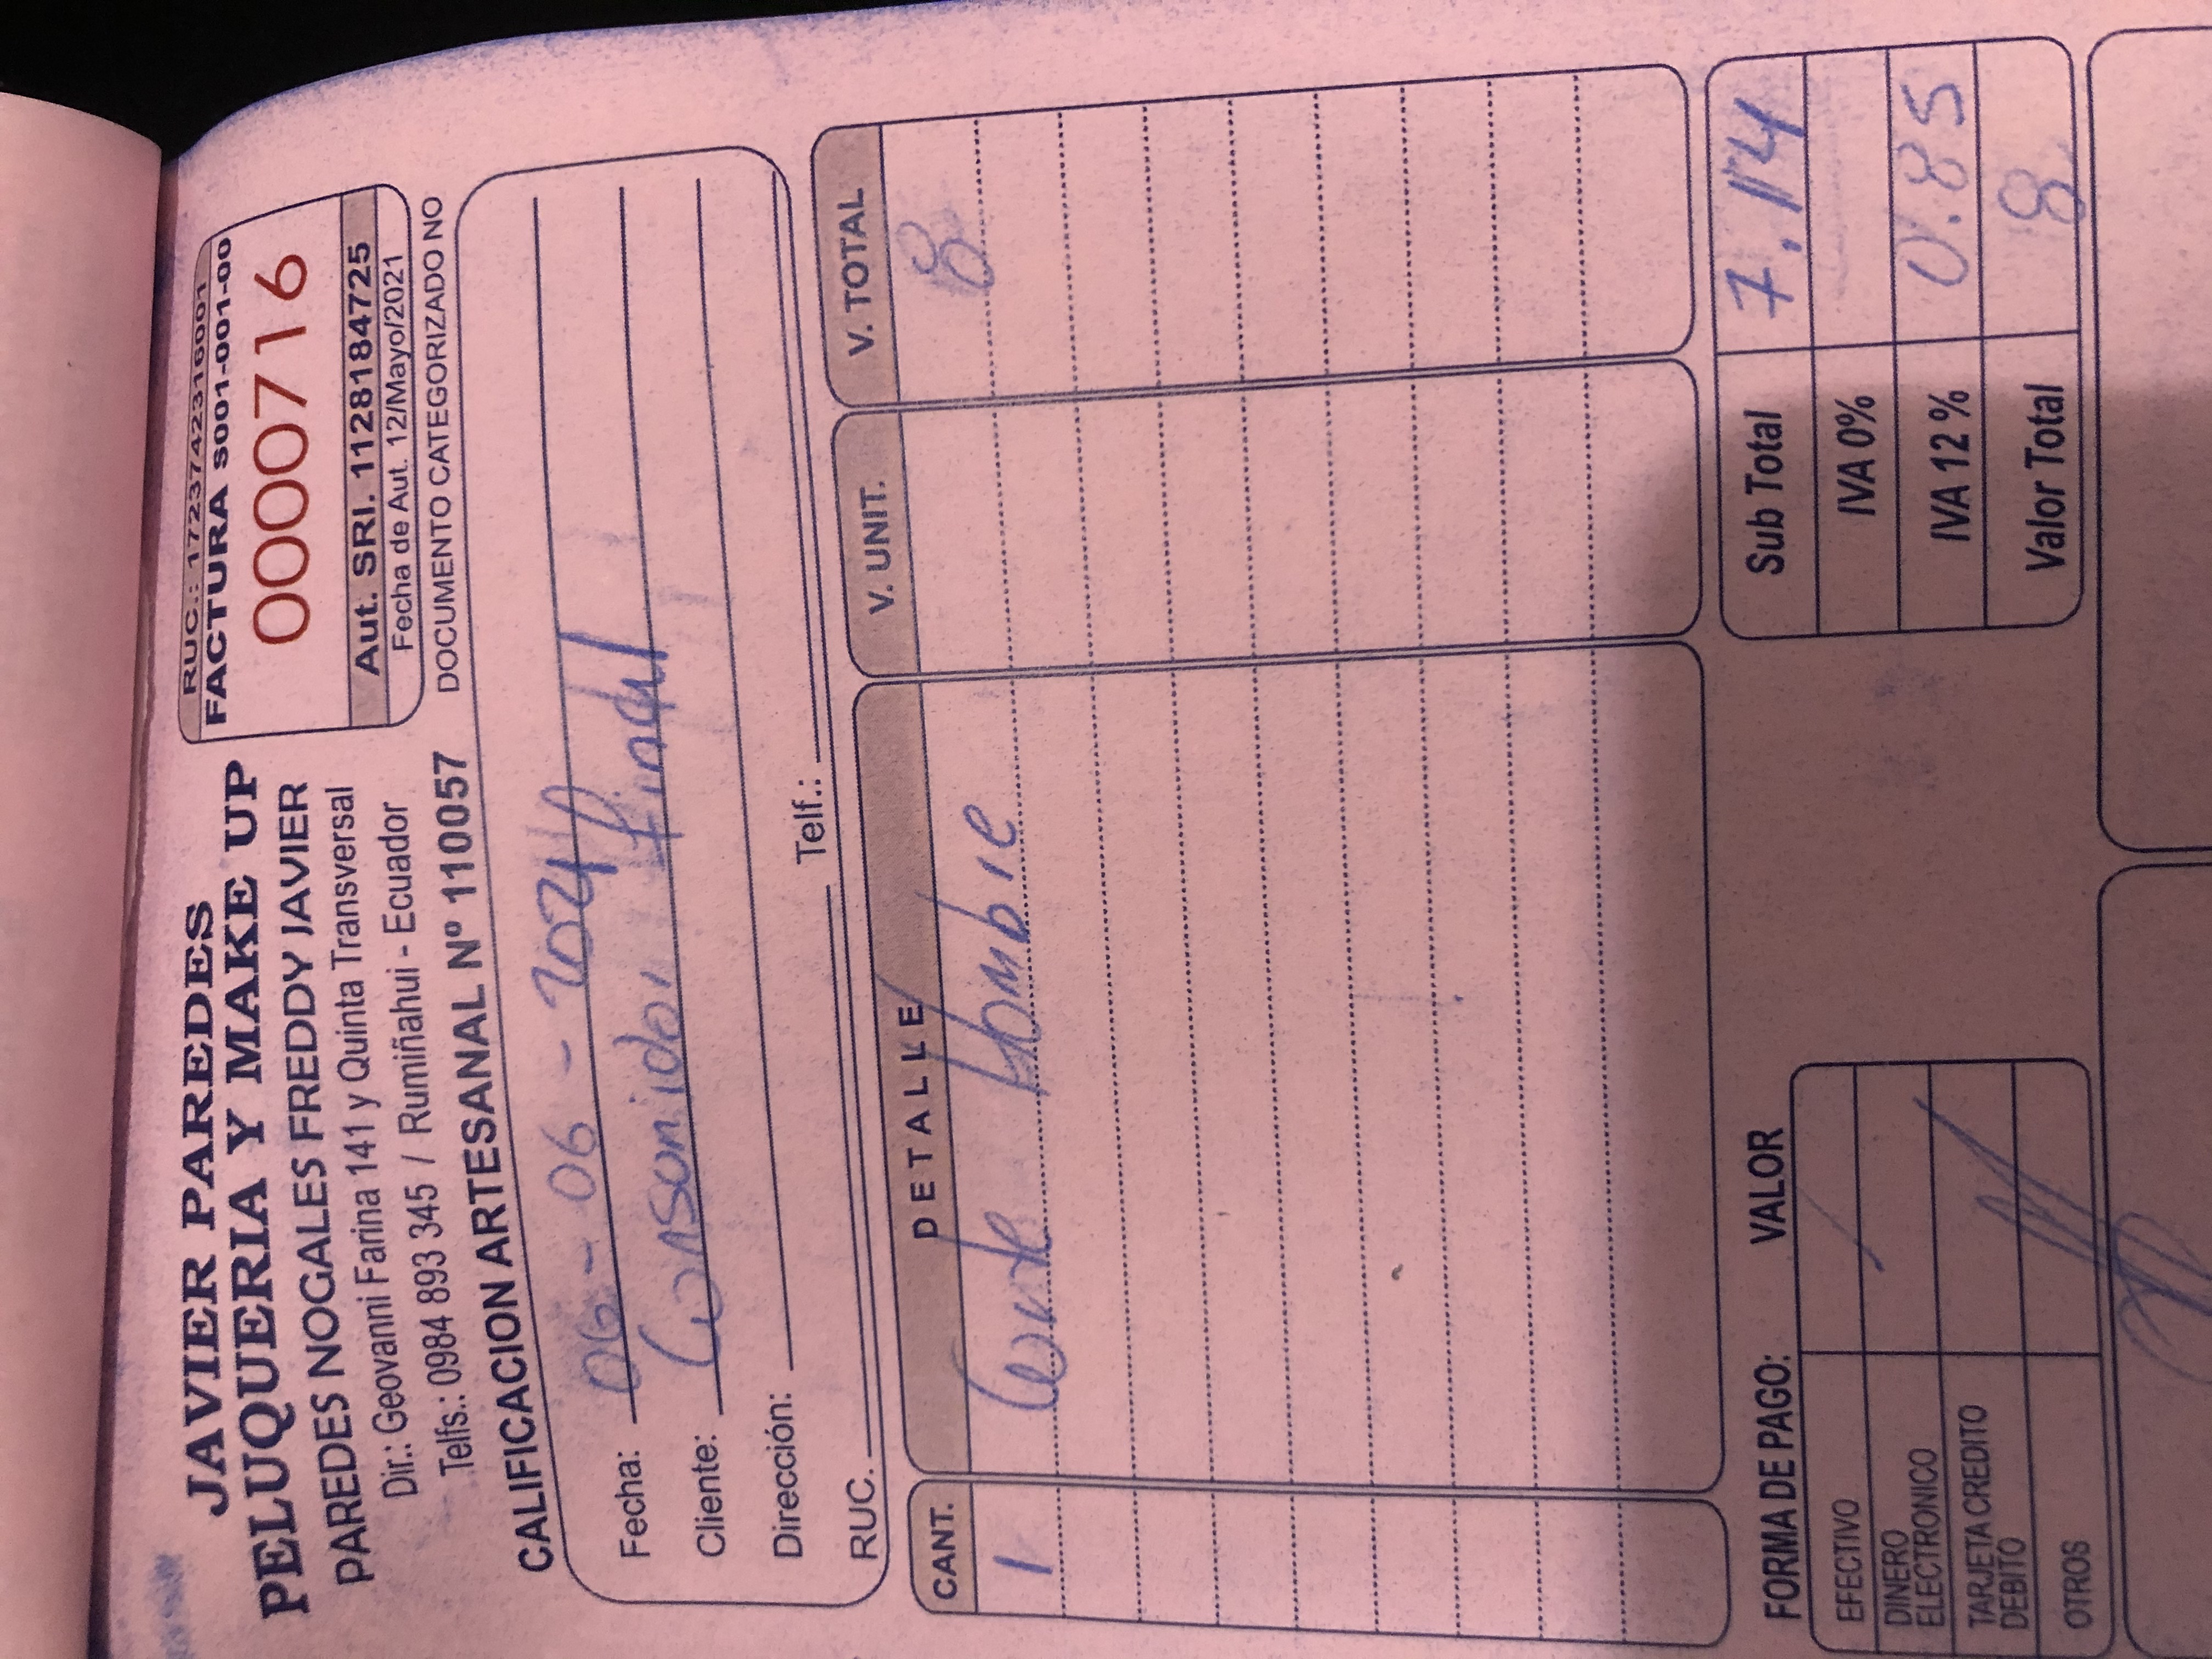 JAVIER PAREDES
PELUQUERIA Y MAKE UP
PAREDES NOGALES FREDDY JAVIER
Dir.: Geovanni Farina 141 y Quinta Transversal
Telfs.: 0984 893 345 / Rumiñahui - Ecuador
CALIFICACION ARTESANAL Nº 110057
RUC.: 1723742316001
FACTURA S001-001-00
0000716
Aut. SRI. 1128184725
Fecha de Aut. 12/Mayo/2021
DOCUMENTO CATEGORIZADO NO
Fecha: 06 - 06 - 2021
Cliente: Consumidor Final
Dirección:
RUC. Telf.:
CANT. DETALLE V. UNIT. V. TOTAL
1 Corte Hombre 8
FORMA DE PAGO: VALOR
EFECTIVO /
DINERO
ELECTRONICO
TARJETA CREDITO
DEBITO
OTROS
Sub Total 7.14
IVA 0%
IVA 12 % 0.85
Valor Total 8